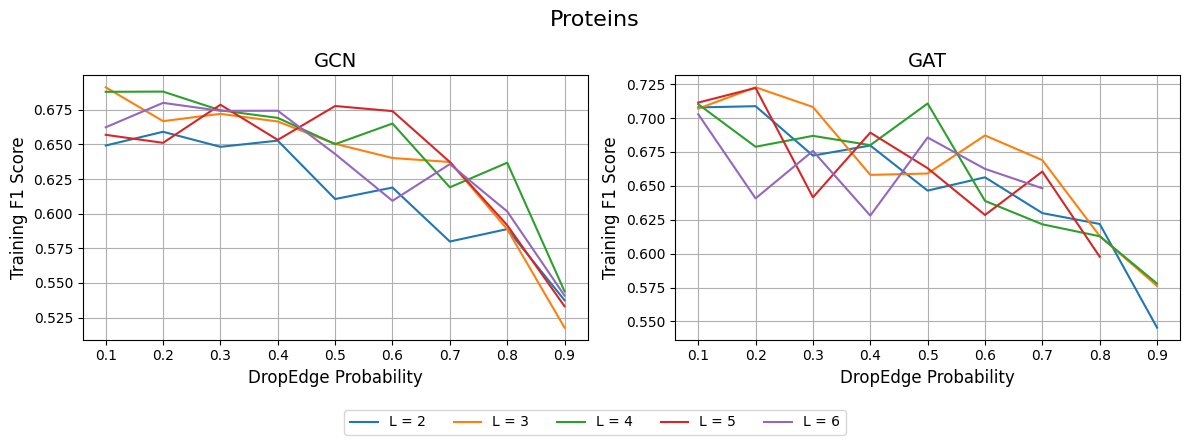 Proteins
GCN
Training F1 Score
0.675
0.650
0.625
0.600
0.575
0.550
0.525
0.1 0.2 0.3 0.4 0.5 0.6 0.7 0.8 0.9
DropEdge Probability
GAT
Training F1 Score
0.725
0.700
0.675
0.650
0.625
0.600
0.575
0.550
0.1 0.2 0.3 0.4 0.5 0.6 0.7 0.8 0.9
DropEdge Probability
L = 2 L = 3 L = 4 L = 5 L = 6